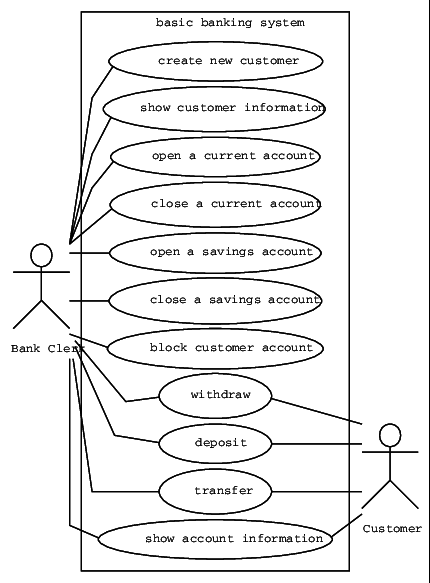 basic banking system
create new customer
show customer information
open a current account
close a current account
open a savings account
close a savings account
Bank Clerk
block customer account
withdraw
deposit
transfer
Customer
show account information